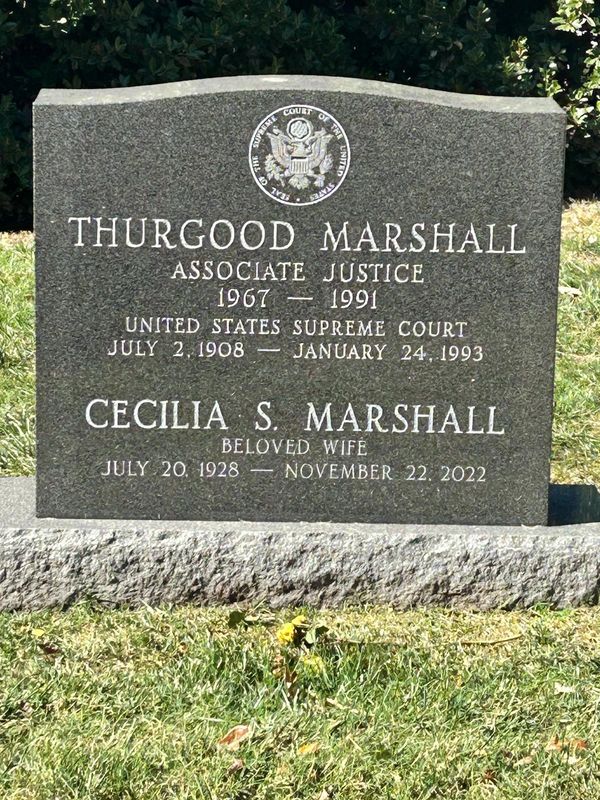 SEAL OF THE SUPREME COURT OF THE UNITED STATES
THURGOOD MARSHALL
ASSOCIATE JUSTICE
1967 — 1991
UNITED STATES SUPREME COURT
JULY 2, 1908 — JANUARY 24, 1993
CECILIA S. MARSHALL
BELOVED WIFE
JULY 20, 1928 — NOVEMBER 22, 2022